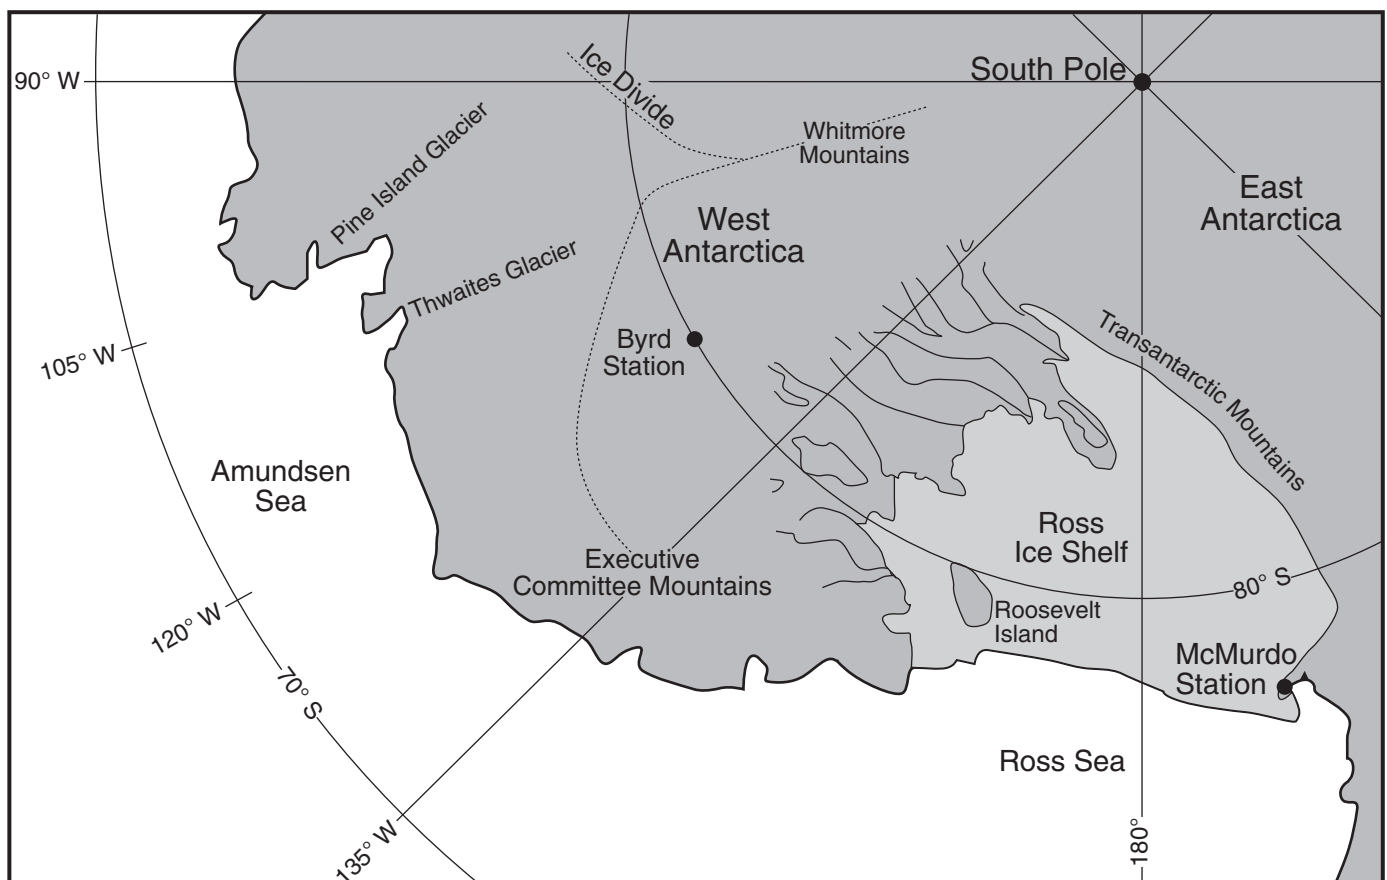 Ice Divide
South Pole
90° W
Pine Island Glacier
Whitmore
Mountains
East
Antarctica
West
Antarctica
Thwaites Glacier
Byrd
Station
Transantarctic Mountains
105° W
Amundsen
Sea
Ross
Ice Shelf
Executive
Committee Mountains
80° S
Roosevelt
Island
120° W
McMurdo
Station
70° S
Ross Sea
135° W
180°